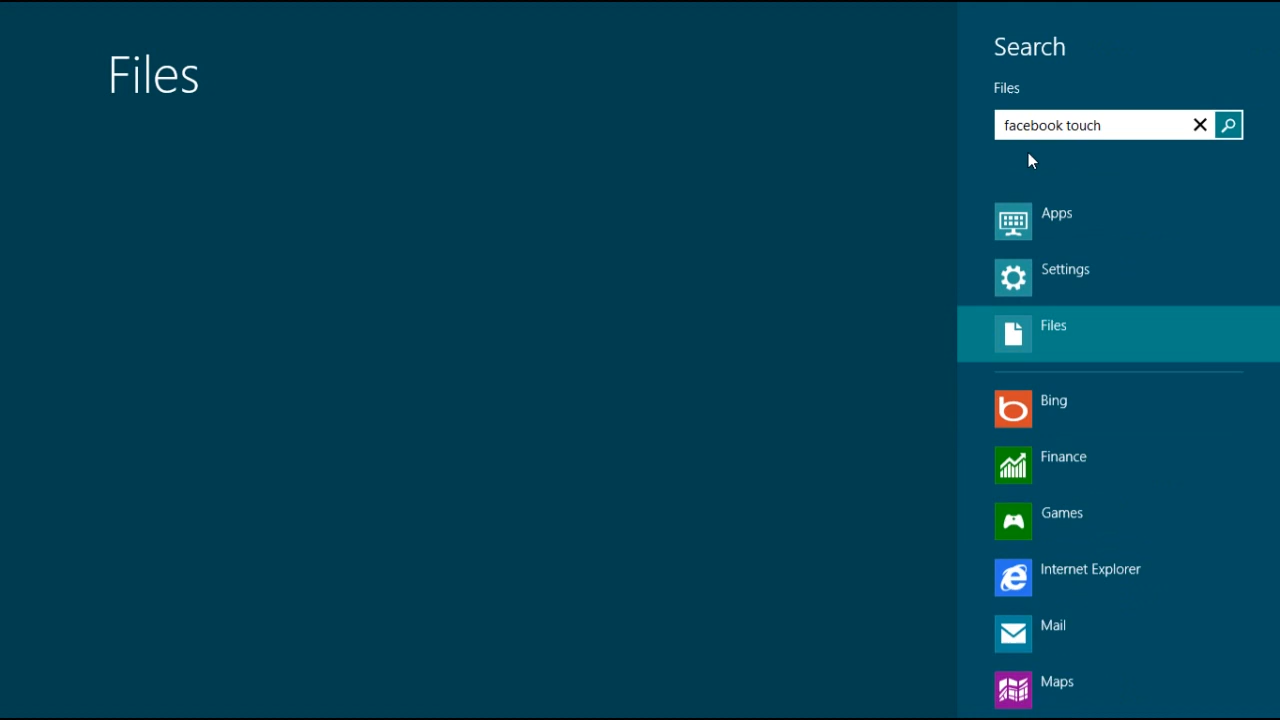 Files
Search
Files
facebook touch
Apps
Settings
Files
Bing
Finance
Games
Internet Explorer
Mail
Maps